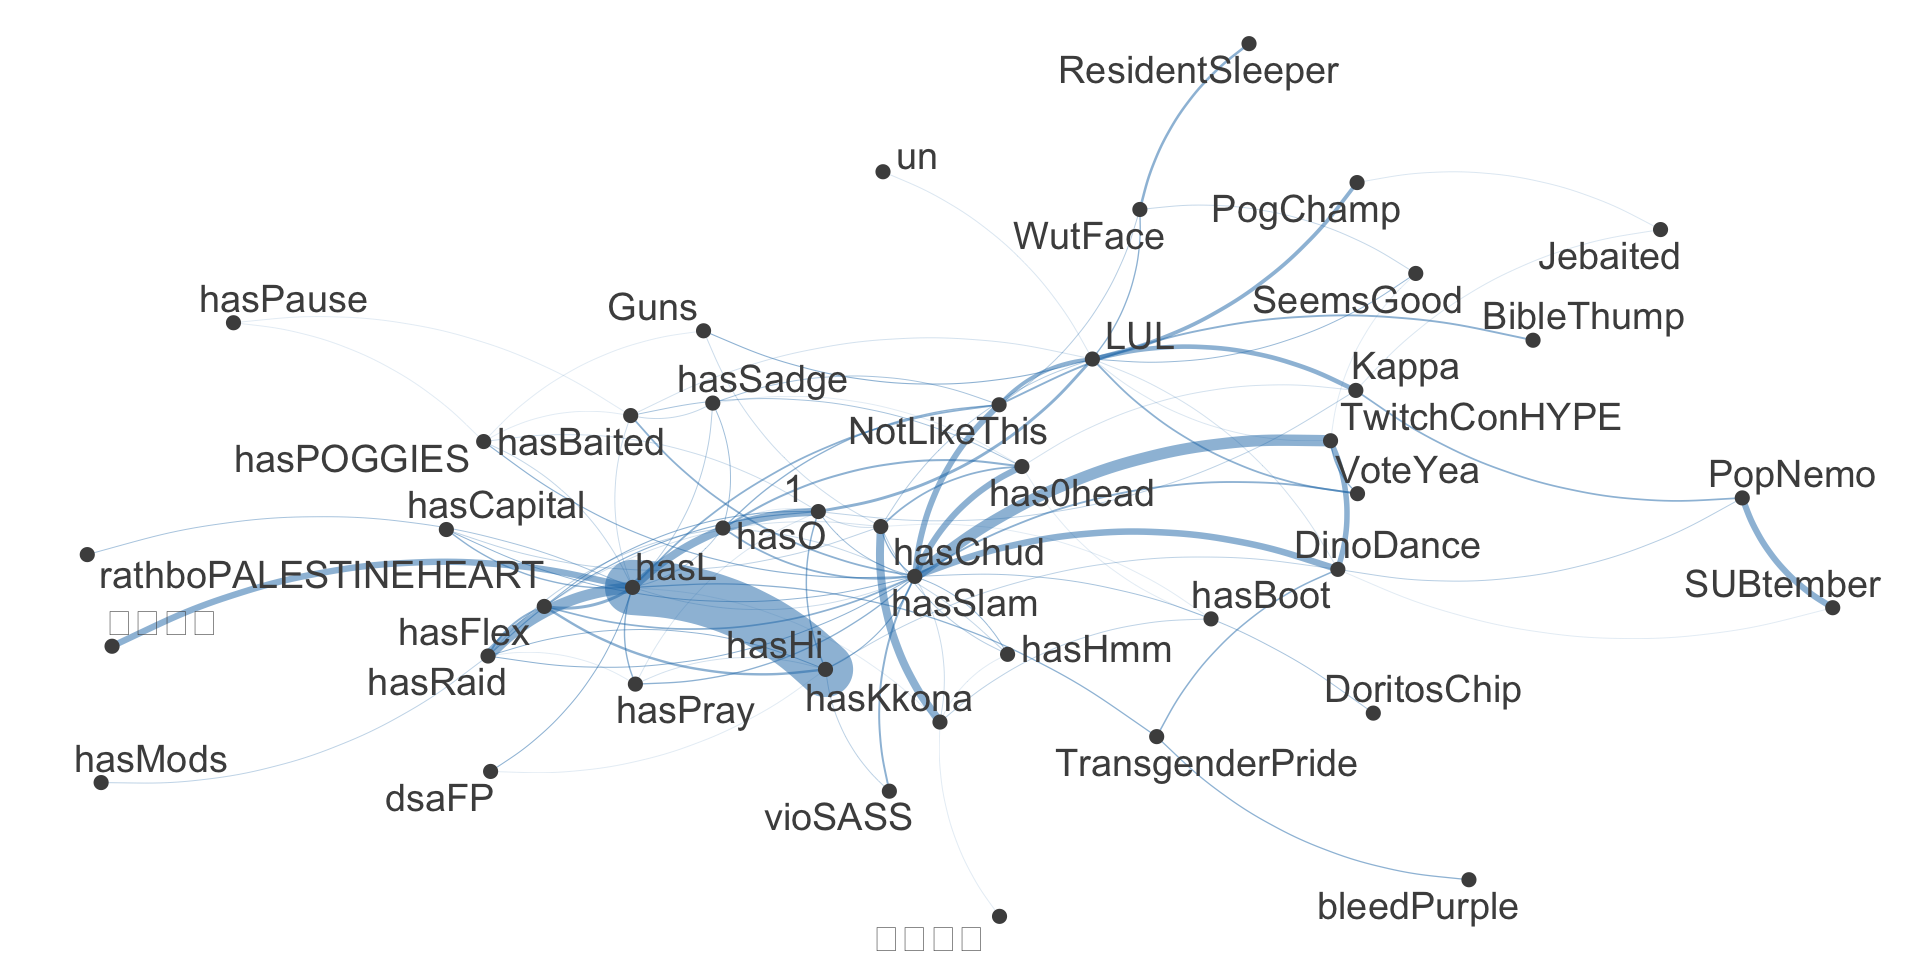 ResidentSleeper
un
PogChamp
WutFace
Jebaited
hasPause
SeemsGood
Guns
BibleThump
LUL
Kappa
hasSadge
TwitchConHYPE
NotLikeThis
hasBaited
hasPOGGIES
VoteYea
PopNemo
1
has0head
hasCapital
hasO
DinoDance
hasChud
hasL
rathboPALESTINEHEART
SUBtember
hasSlam
hasBoot
hasFlex
hasHi
hasHmm
hasRaid
DoritosChip
hasKkona
hasPray
hasMods
TransgenderPride
dsaFP
vioSASS
bleedPurple